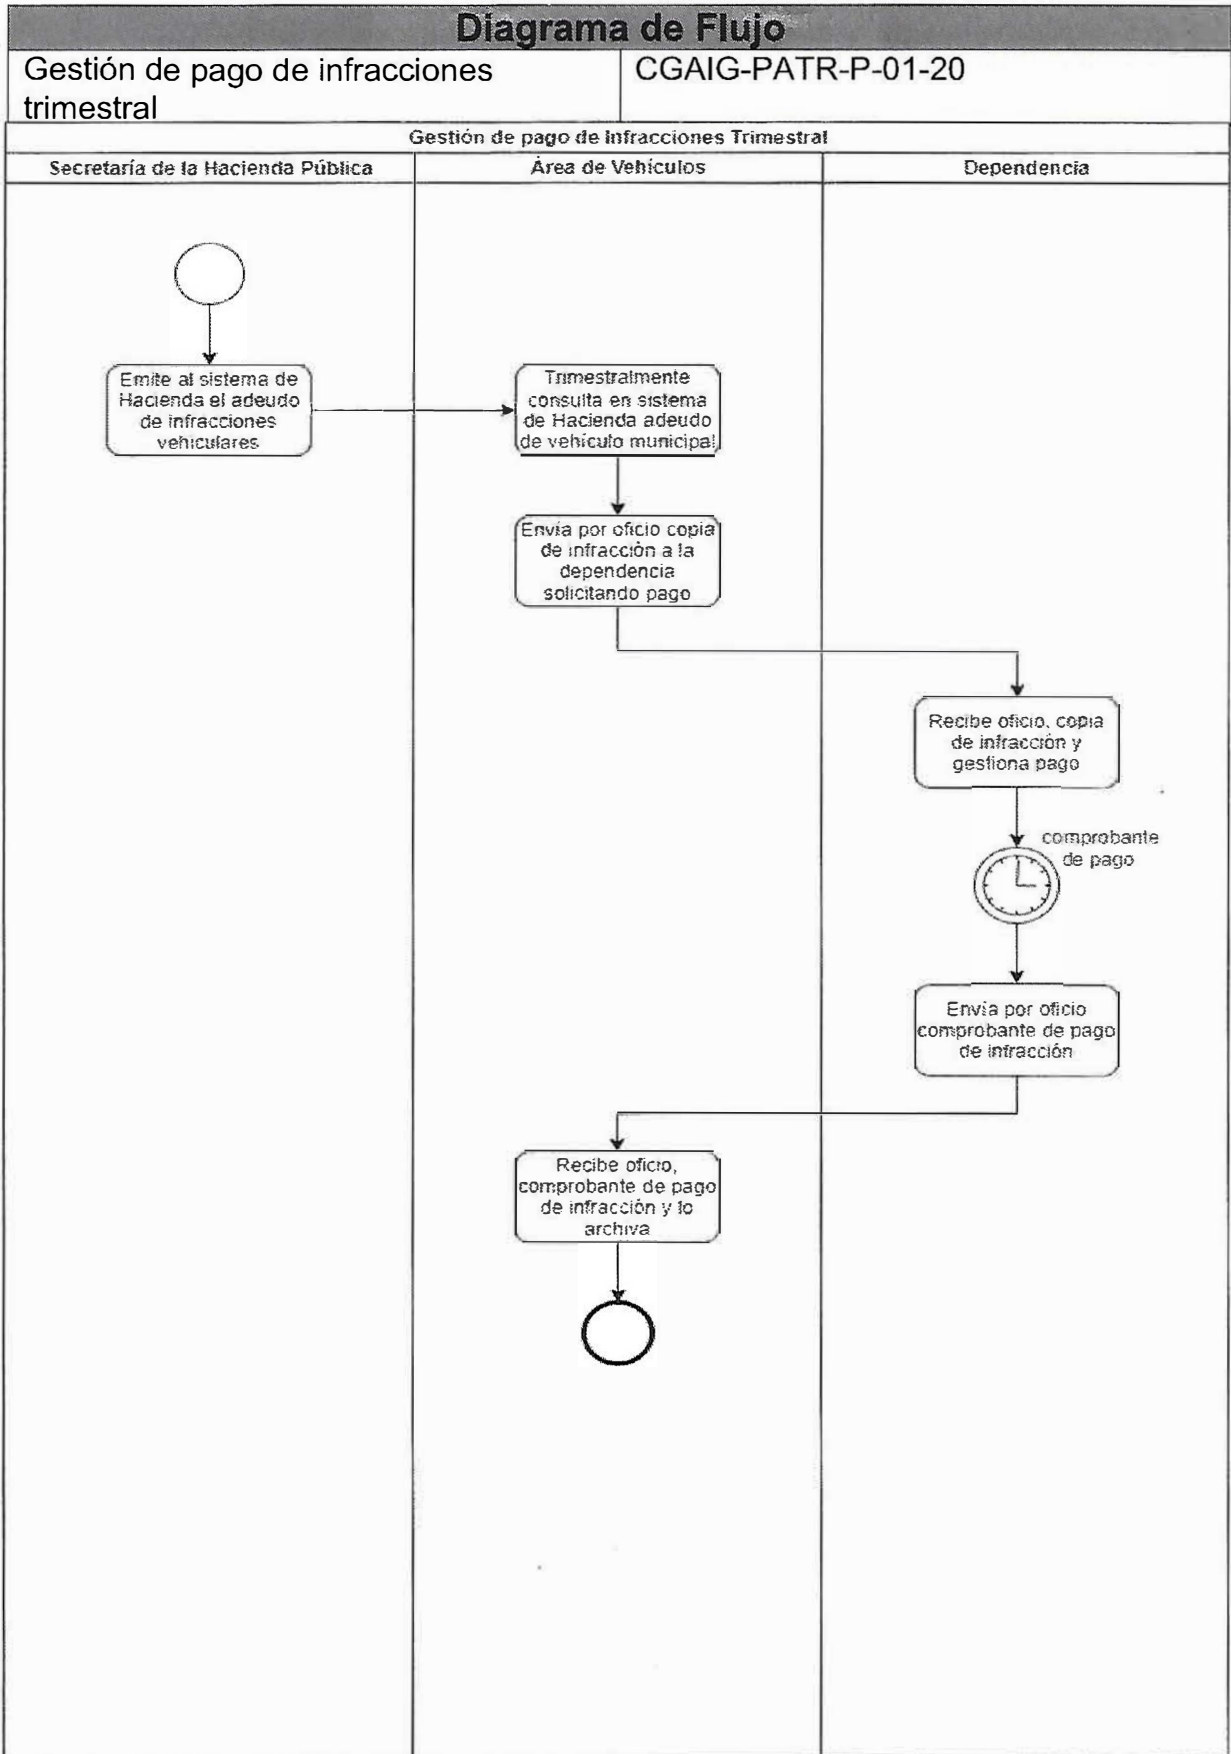 Diagrama de Flujo
Gestión de pago de infracciones
trimestral
CGAIG-PATR-P-01-20
Gestión de pago de Infracciones Trimestral
Secretaría de la Hacienda Pública
Área de Vehículos
Dependencia
Emite al sistema de
Hacienda el adeudo
de infracciones
vehiculares
Trimestralmente
consulta en sistema
de Hacienda adeudo
de vehículo municipal
Envía por oficio copia
de infracción a la
dependencia
solicitando pago
Recibe oficio, copia
de infracción y
gestiona pago
comprobante
de pago
Envía por oficio
comprobante de pago
de infracción
Recibe oficio,
comprobante de pago
de infracción y lo
archiva